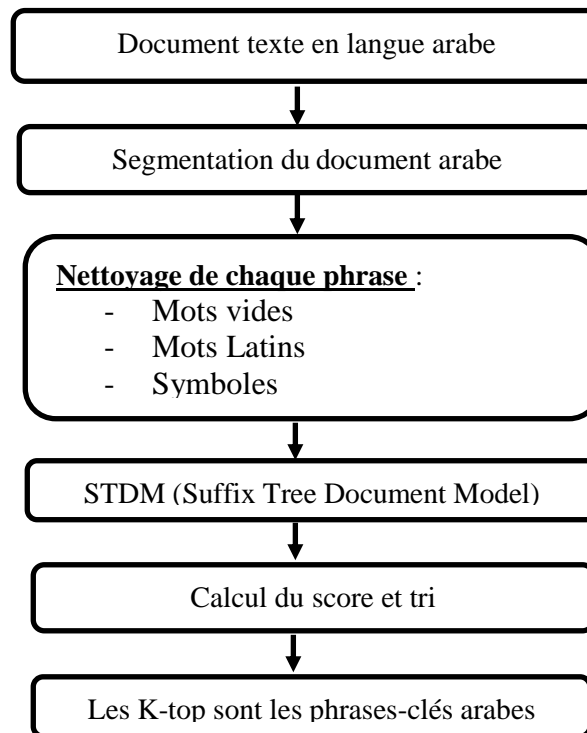 Document texte en langue arabe
Segmentation du document arabe
Nettoyage de chaque phrase :
- Mots vides
- Mots Latins
- Symboles
STDM (Suffix Tree Document Model)
Calcul du score et tri
Les K-top sont les phrases-clés arabes